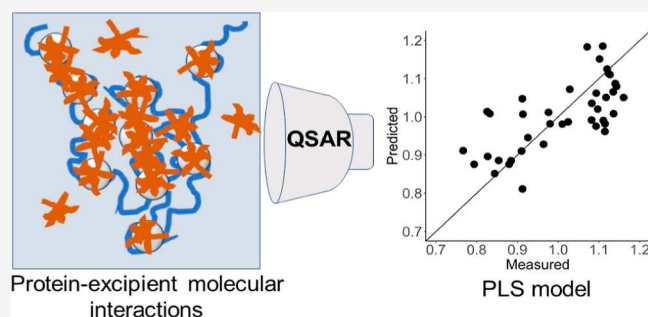 Protein-excipient molecular
interactions
QSAR
Predicted
1.2
1.1
1.0
0.9
0.8
0.7
0.7 0.8 0.9 1.0 1.1 1.2
Measured
PLS model